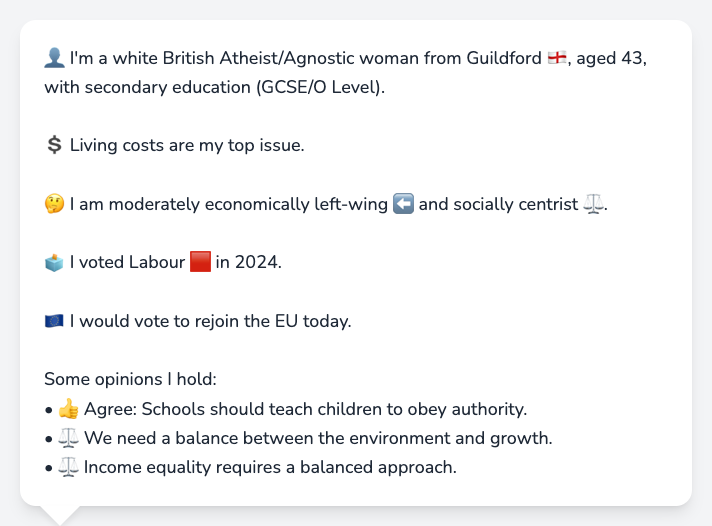 👤 I'm a white British Atheist/Agnostic woman from Guildford 🏴󠁧󠁢󠁥󠁮󠁧󠁿, aged 43,
with secondary education (GCSE/O Level).
💲 Living costs are my top issue.
🤔 I am moderately economically left-wing ⬅️ and socially centrist ⚖️.
🗳️ I voted Labour 🟥 in 2024.
🇪🇺 I would vote to rejoin the EU today.
Some opinions I hold:
• 👍 Agree: Schools should teach children to obey authority.
• ⚖️ We need a balance between the environment and growth.
• ⚖️ Income equality requires a balanced approach.